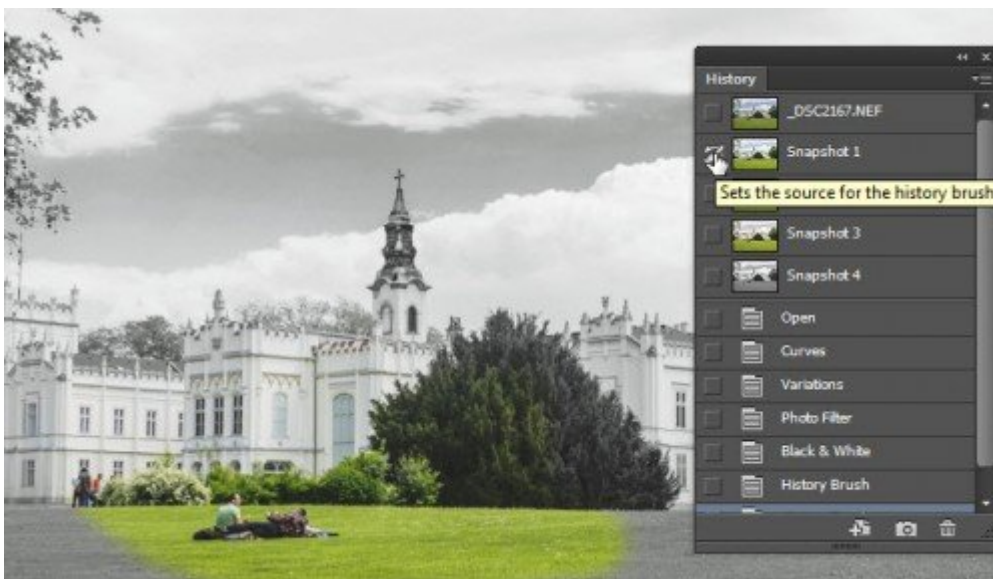 History
_DSC2167.NEF
Snapshot 1
Sets the source for the history brush
Snapshot 3
Snapshot 4
Open
Curves
Variations
Photo Filter
Black & White
History Brush